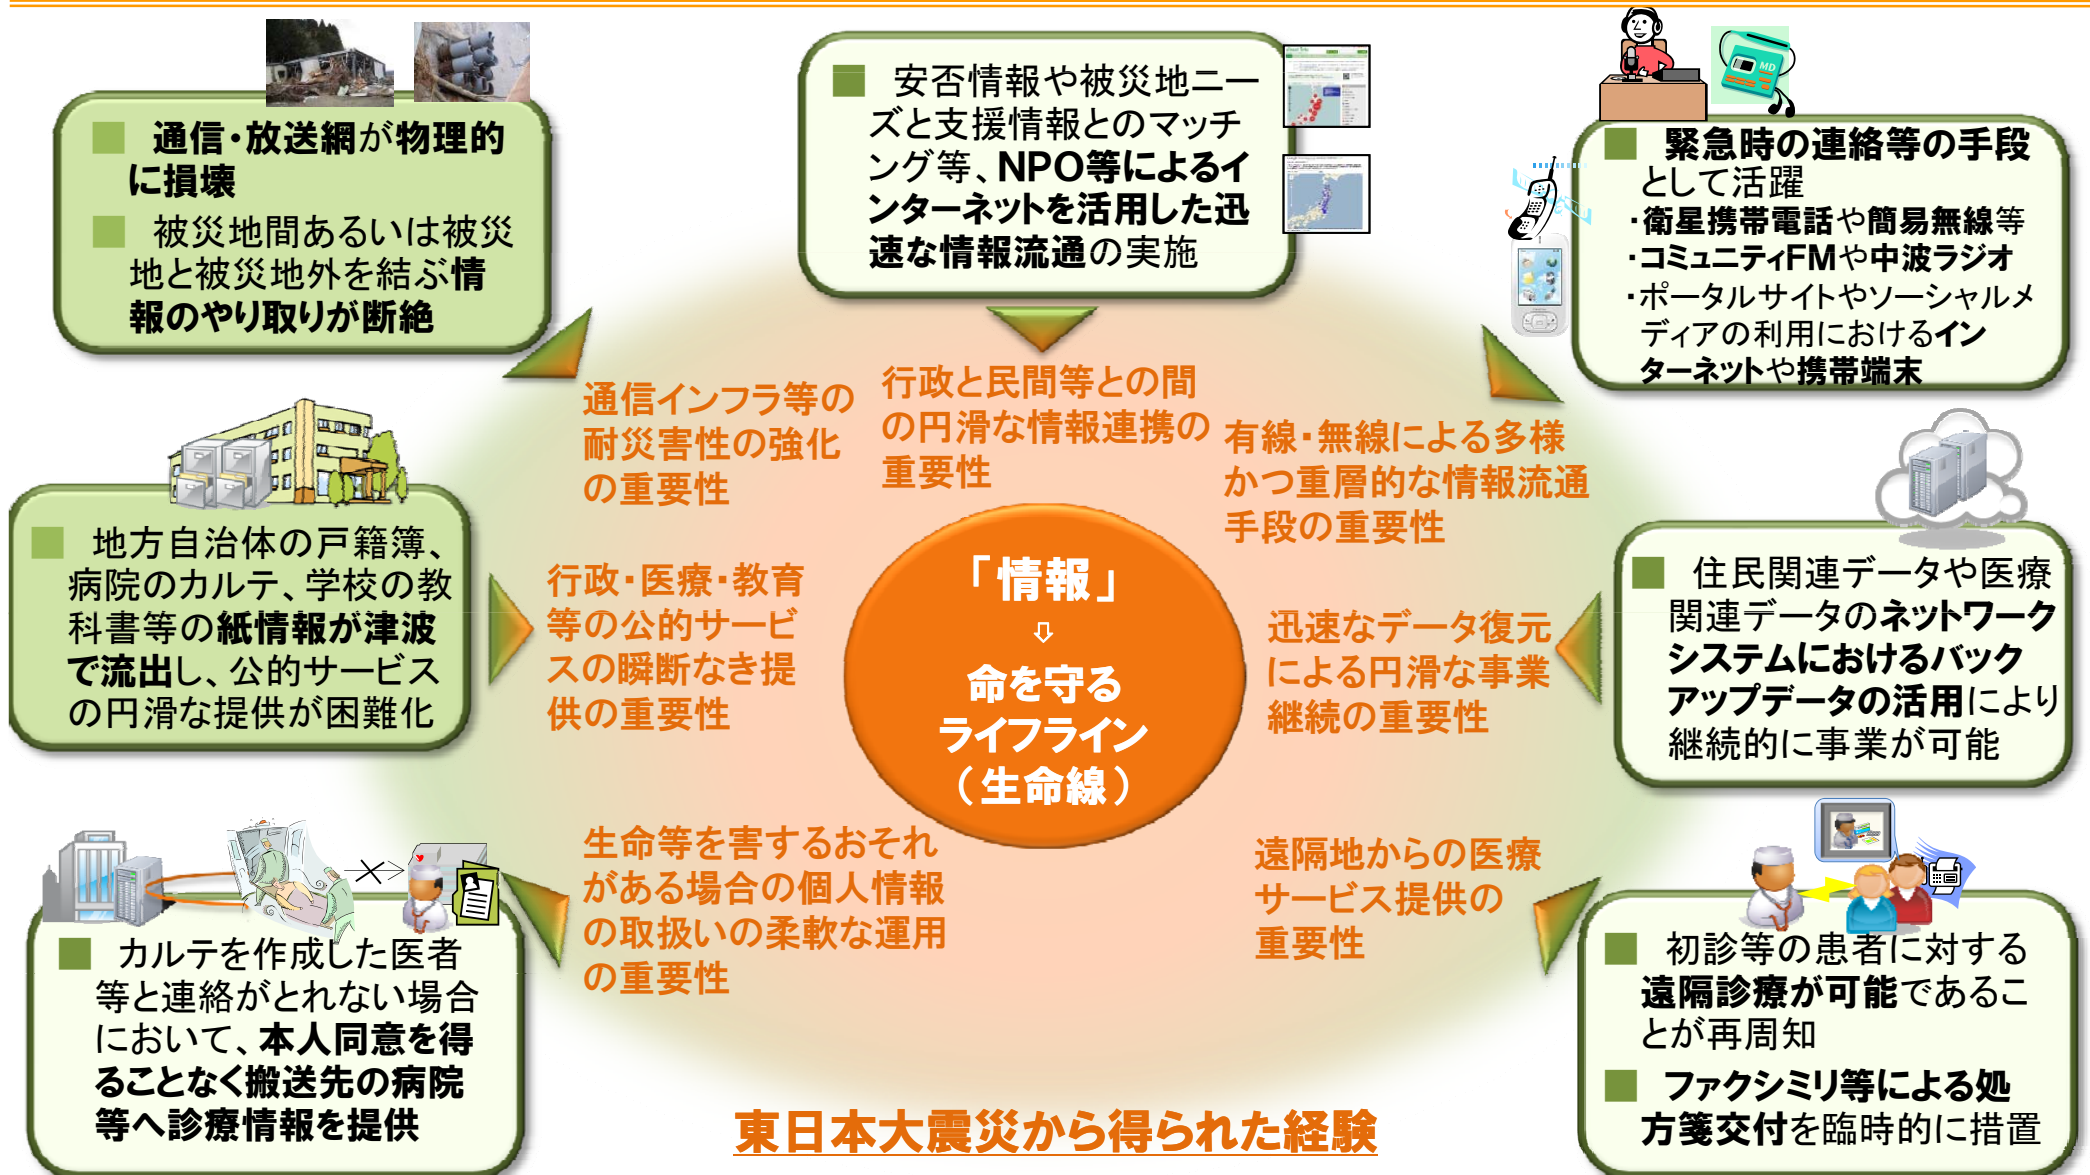 ■ 通信・放送網が物理的
に損壊
■ 被災地間あるいは被災
地と被災地外を結ぶ情
報のやり取りが断絶
■ 安否情報や被災地ニー
ズと支援情報とのマッチ
ング等、NPO等によるイ
ンターネットを活用した迅
速な情報流通の実施
MD
■ 緊急時の連絡等の手段
として活躍
・衛星携帯電話や簡易無線等
・コミュニティFMや中波ラジオ
・ポータルサイトやソーシャルメ
ディアの利用におけるイン
ターネットや携帯端末
通信インフラ等の
耐災害性の強化
の重要性
行政と民間等との間
の円滑な情報連携の
重要性
有線・無線による多様
かつ重層的な情報流通
手段の重要性
■ 地方自治体の戸籍簿、
病院のカルテ、学校の教
科書等の紙情報が津波
で流出し、公的サービス
の円滑な提供が困難化
行政・医療・教育
等の公的サービ
スの瞬断なき提
供の重要性
「情報」
⇩
命を守る
ライフライン
（生命線）
迅速なデータ復元
による円滑な事業
継続の重要性
■ 住民関連データや医療
関連データのネットワーク
システムにおけるバック
アップデータの活用により
継続的に事業が可能
生命等を害するおそれ
がある場合の個人情報
の取扱いの柔軟な運用
の重要性
遠隔地からの医療
サービス提供の
重要性
■ カルテを作成した医者
等と連絡がとれない場合
において、本人同意を得
ることなく搬送先の病院
等へ診療情報を提供
■ 初診等の患者に対する
遠隔診療が可能であるこ
とが再周知
■ ファクシミリ等による処
方箋交付を臨時的に措置
東日本大震災から得られた経験